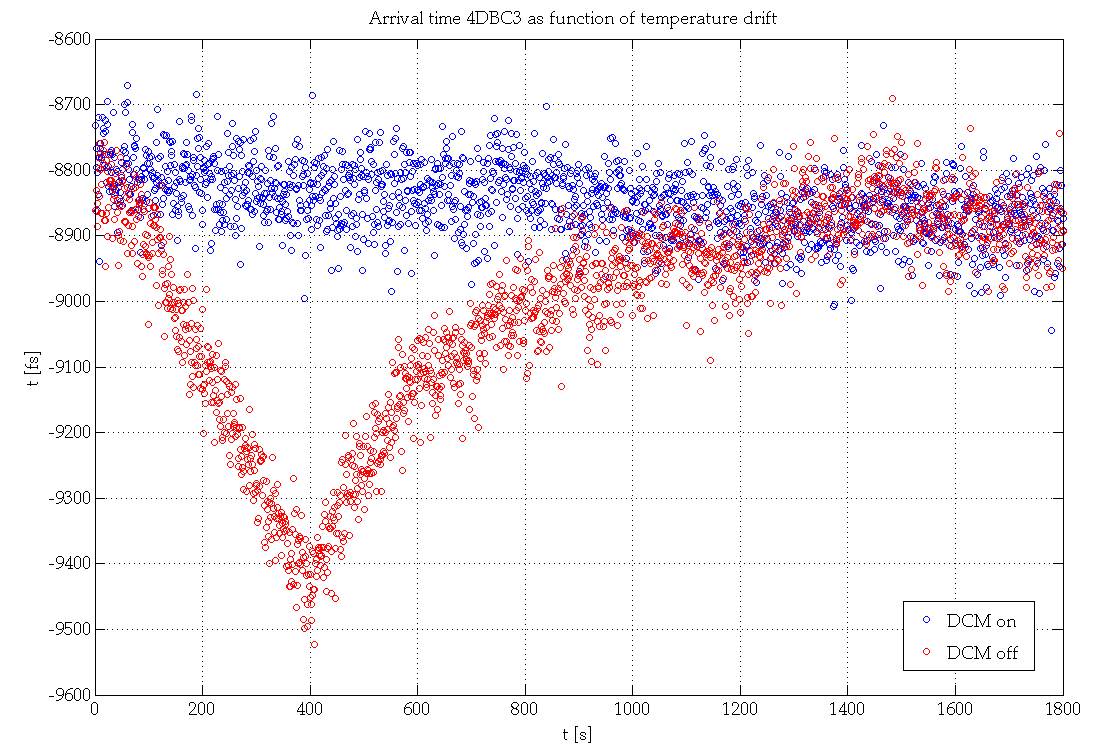 Arrival time 4DBC3 as function of temperature drift
-8600
-8700
-8800
-8900
-9000
-9100
-9200
-9300
-9400
-9500
-9600
t [fs]
DCM on
DCM off
0 200 400 600 800 1000 1200 1400 1600 1800
t [s]